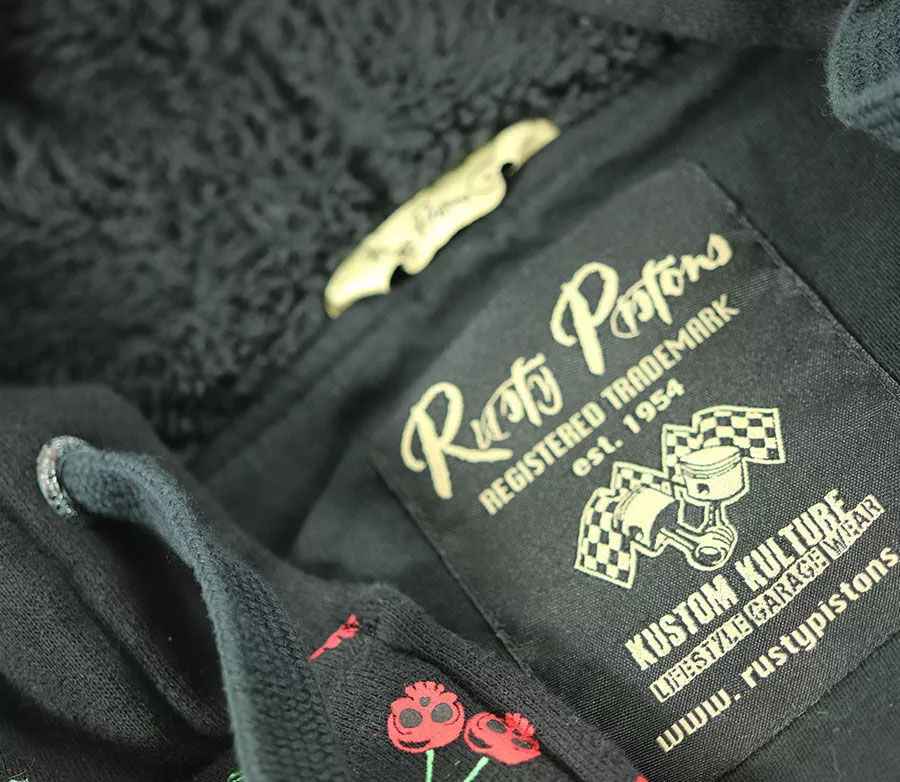 Rusty Pistons
REGISTERED TRADEMARK
est. 1954
KUSTOM KULTURE
LIFESTYLE GARAGE WEAR
www.rustypistons